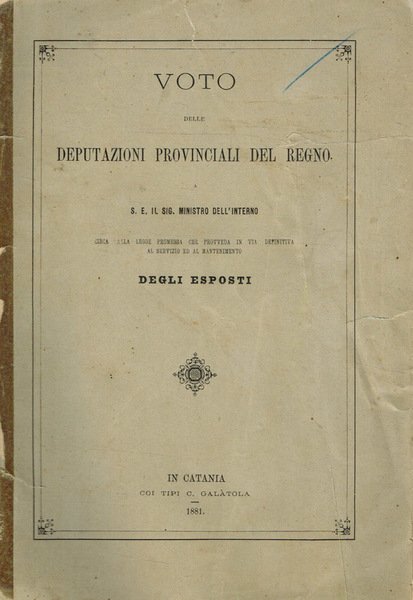 VOTO
DELLE
DEPUTAZIONI PROVINCIALI DEL REGNO
A
S. E. IL SIG. MINISTRO DELL'INTERNO
CIRCA ALLA LEGGE PROMESSA CHE PROVVEDA IN VIA DEFINITIVA
AL SERVIZIO ED AL MANTENIMENTO
DEGLI ESPOSTI
IN CATANIA
COI TIPI C. GALÀTOLA
1881.